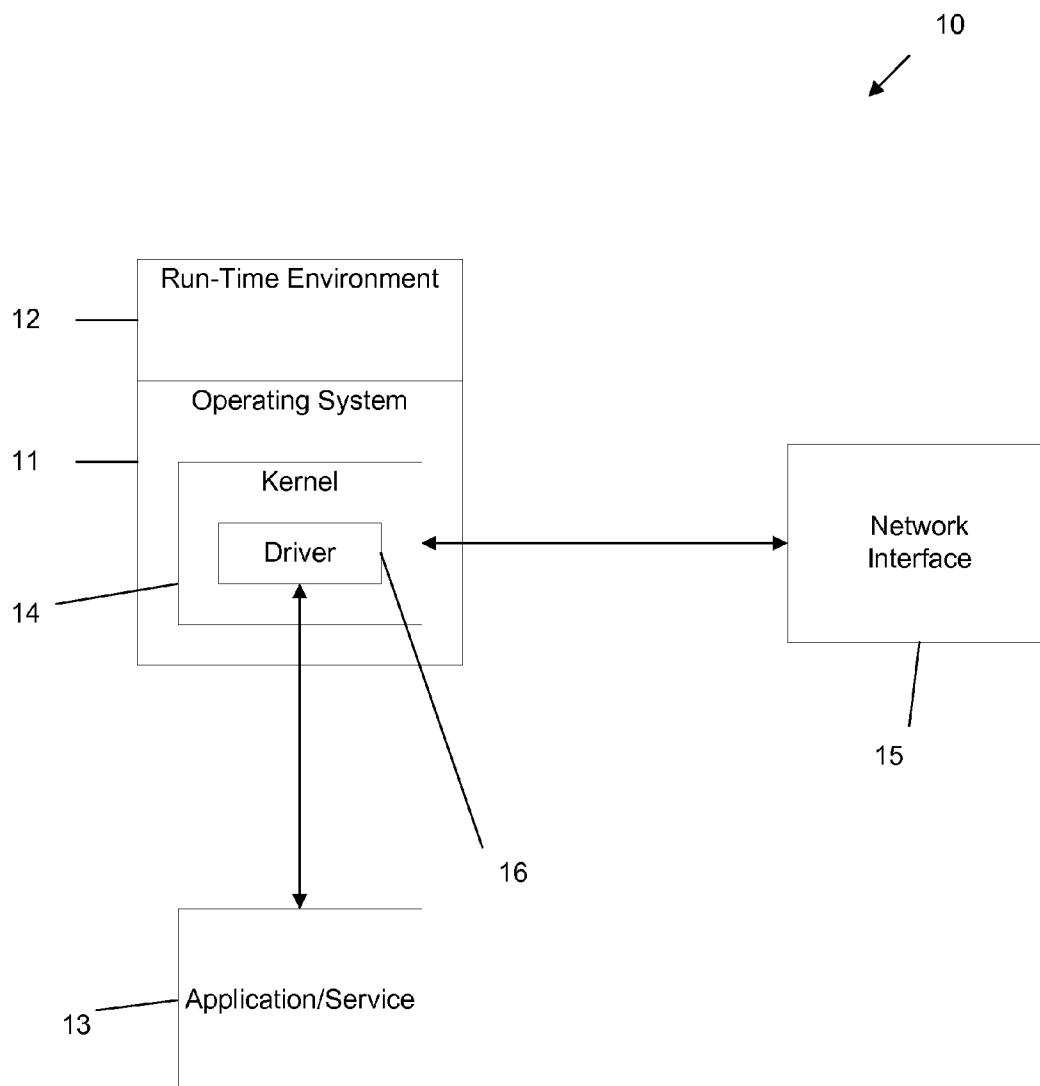 10
Run-Time Environment
12
Operating System
11
Kernel
Driver
Network
Interface
14
15
16
Application/Service
13